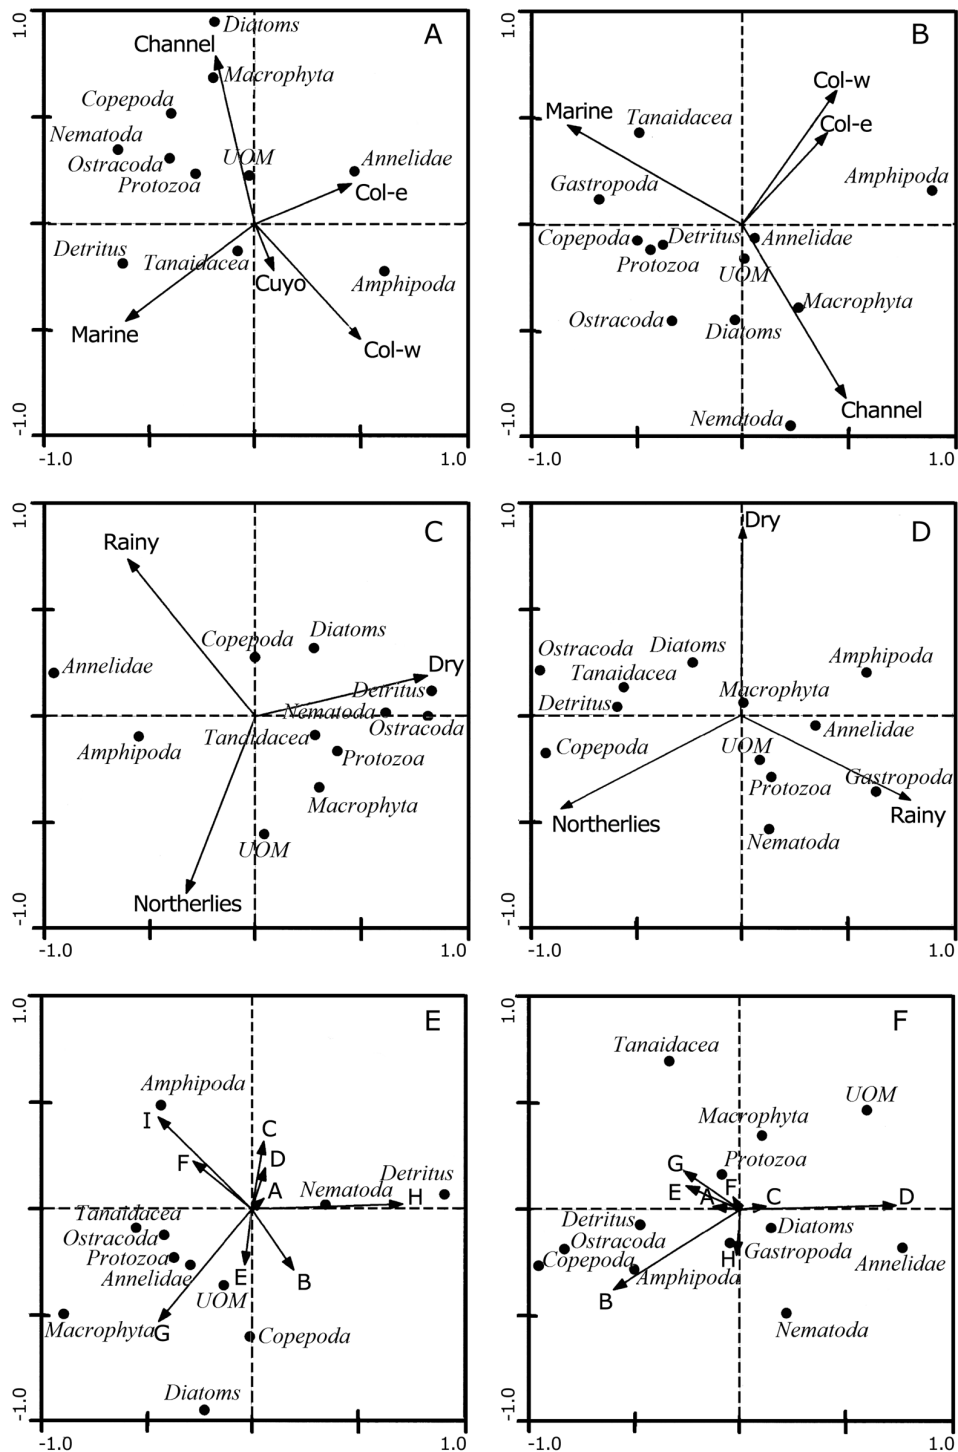 1.0
A
Diatoms
Channel
Macrophyta
Copepoda
Nematoda
Ostracoda
UOM
Annelidae
Protozoa
Col-e
Detritus
Tanaidacea
Cuyo
Amphipoda
Marine
Col-w
-1.0
-1.0
1.0
1.0
B
Col-w
Marine
Tanaidacea
Col-e
Gastropoda
Amphipoda
Copepoda
Detritus
Annelidae
Protozoa
UOM
Macrophyta
Ostracoda
Diatoms
Channel
Nematoda
-1.0
-1.0
1.0
1.0
C
Rainy
Copepoda
Diatoms
Annelidae
Dry
Detritus
Nematoda
Ostracoda
Amphipoda
Tanaidacea
Protozoa
Macrophyta
UOM
Northerlies
-1.0
-1.0
1.0
1.0
Dry
D
Ostracoda
Diatoms
Amphipoda
Tanaidacea
Detritus
Macrophyta
Annelidae
Copepoda
UOM
Protozoa
Gastropoda
Northerlies
Rainy
Nematoda
-1.0
-1.0
1.0
1.0
E
Amphipoda
I
C
F
D
A
Nematoda
Detritus
H
Tanaidacea
Ostracoda
Protozoa
Annelidae
E
B
UOM
Macrophyta
G
Copepoda
Diatoms
-1.0
-1.0
1.0
1.0
F
Tanaidacea
UOM
Macrophyta
Protozoa
G
E
F
A
C
D
Detritus
Ostracoda
Diatoms
Copepoda
H
Gastropoda
Annelidae
Amphipoda
B
Nematoda
-1.0
-1.0
1.0